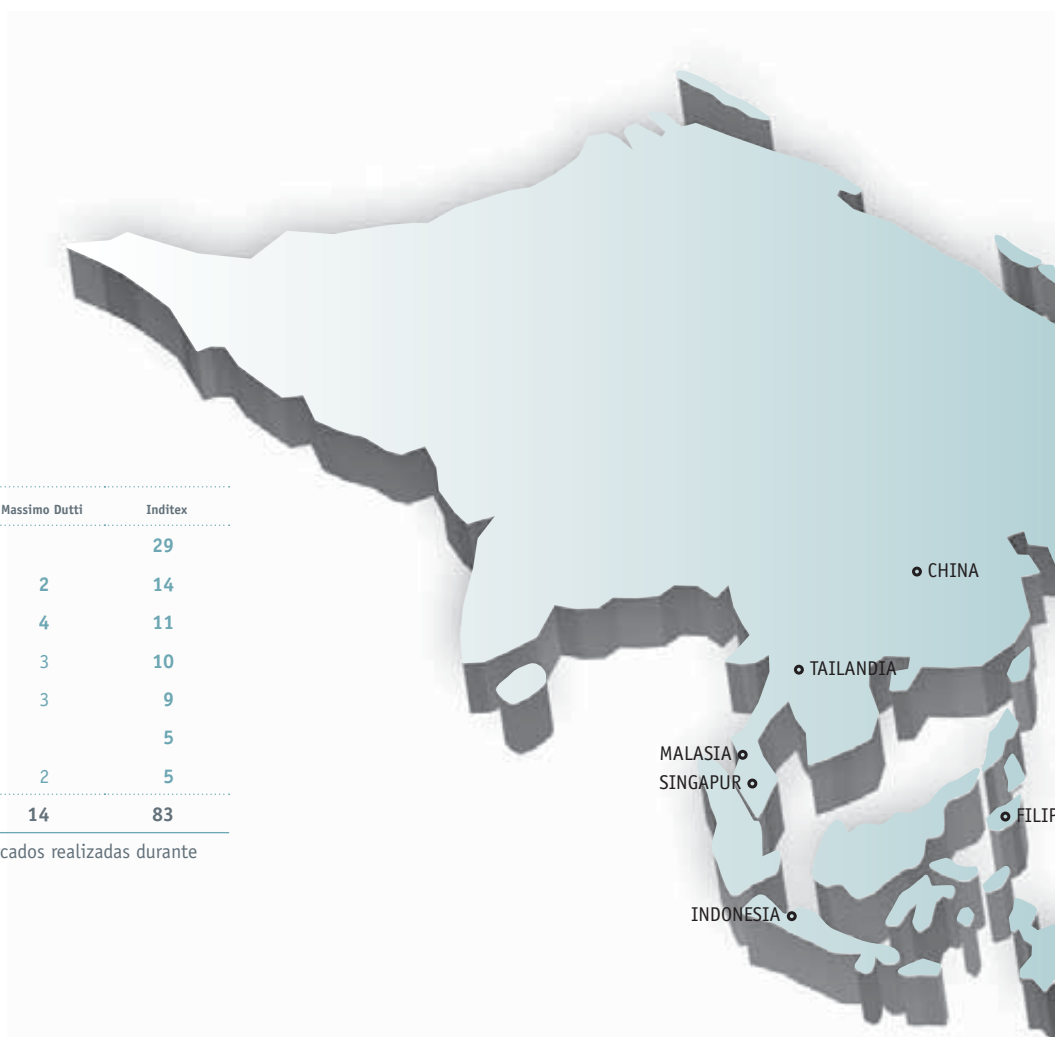 Massimo Dutti Inditex
29
2 14
4 11
3 10
3 9
5
2 5
14 83
cados realizadas durante
CHINA
TAILANDIA
MALASIA
SINGAPUR
FILIP
INDONESIA